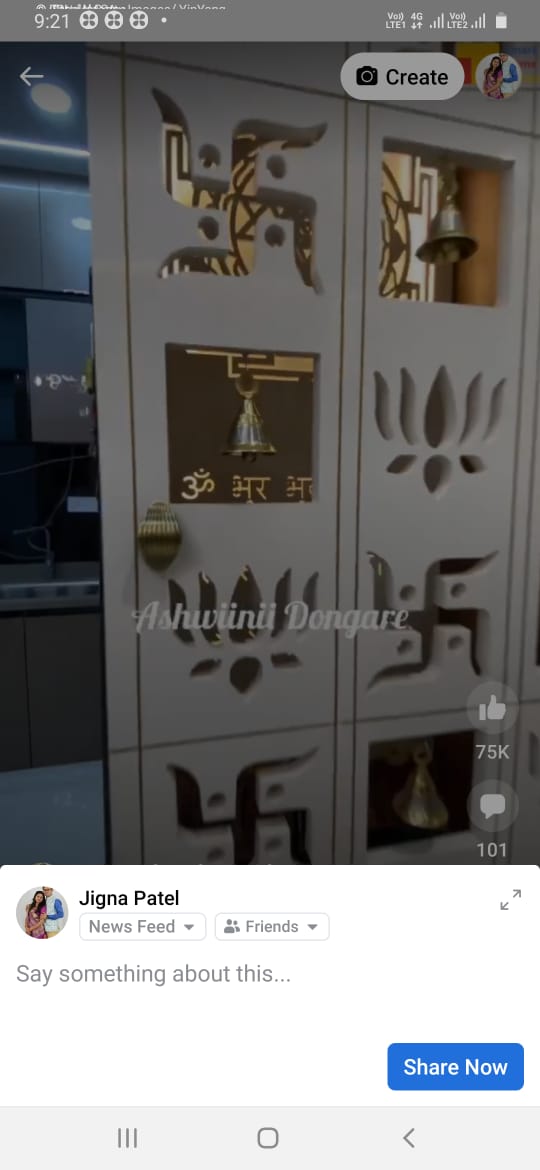 9:21
Vo)) LTE1 4G Vo)) LTE2
Create
ॐ भुर भ
Ashwiinii Dongare
75K
101
Jigna Patel
News Feed
Friends
Say something about this...
Share Now